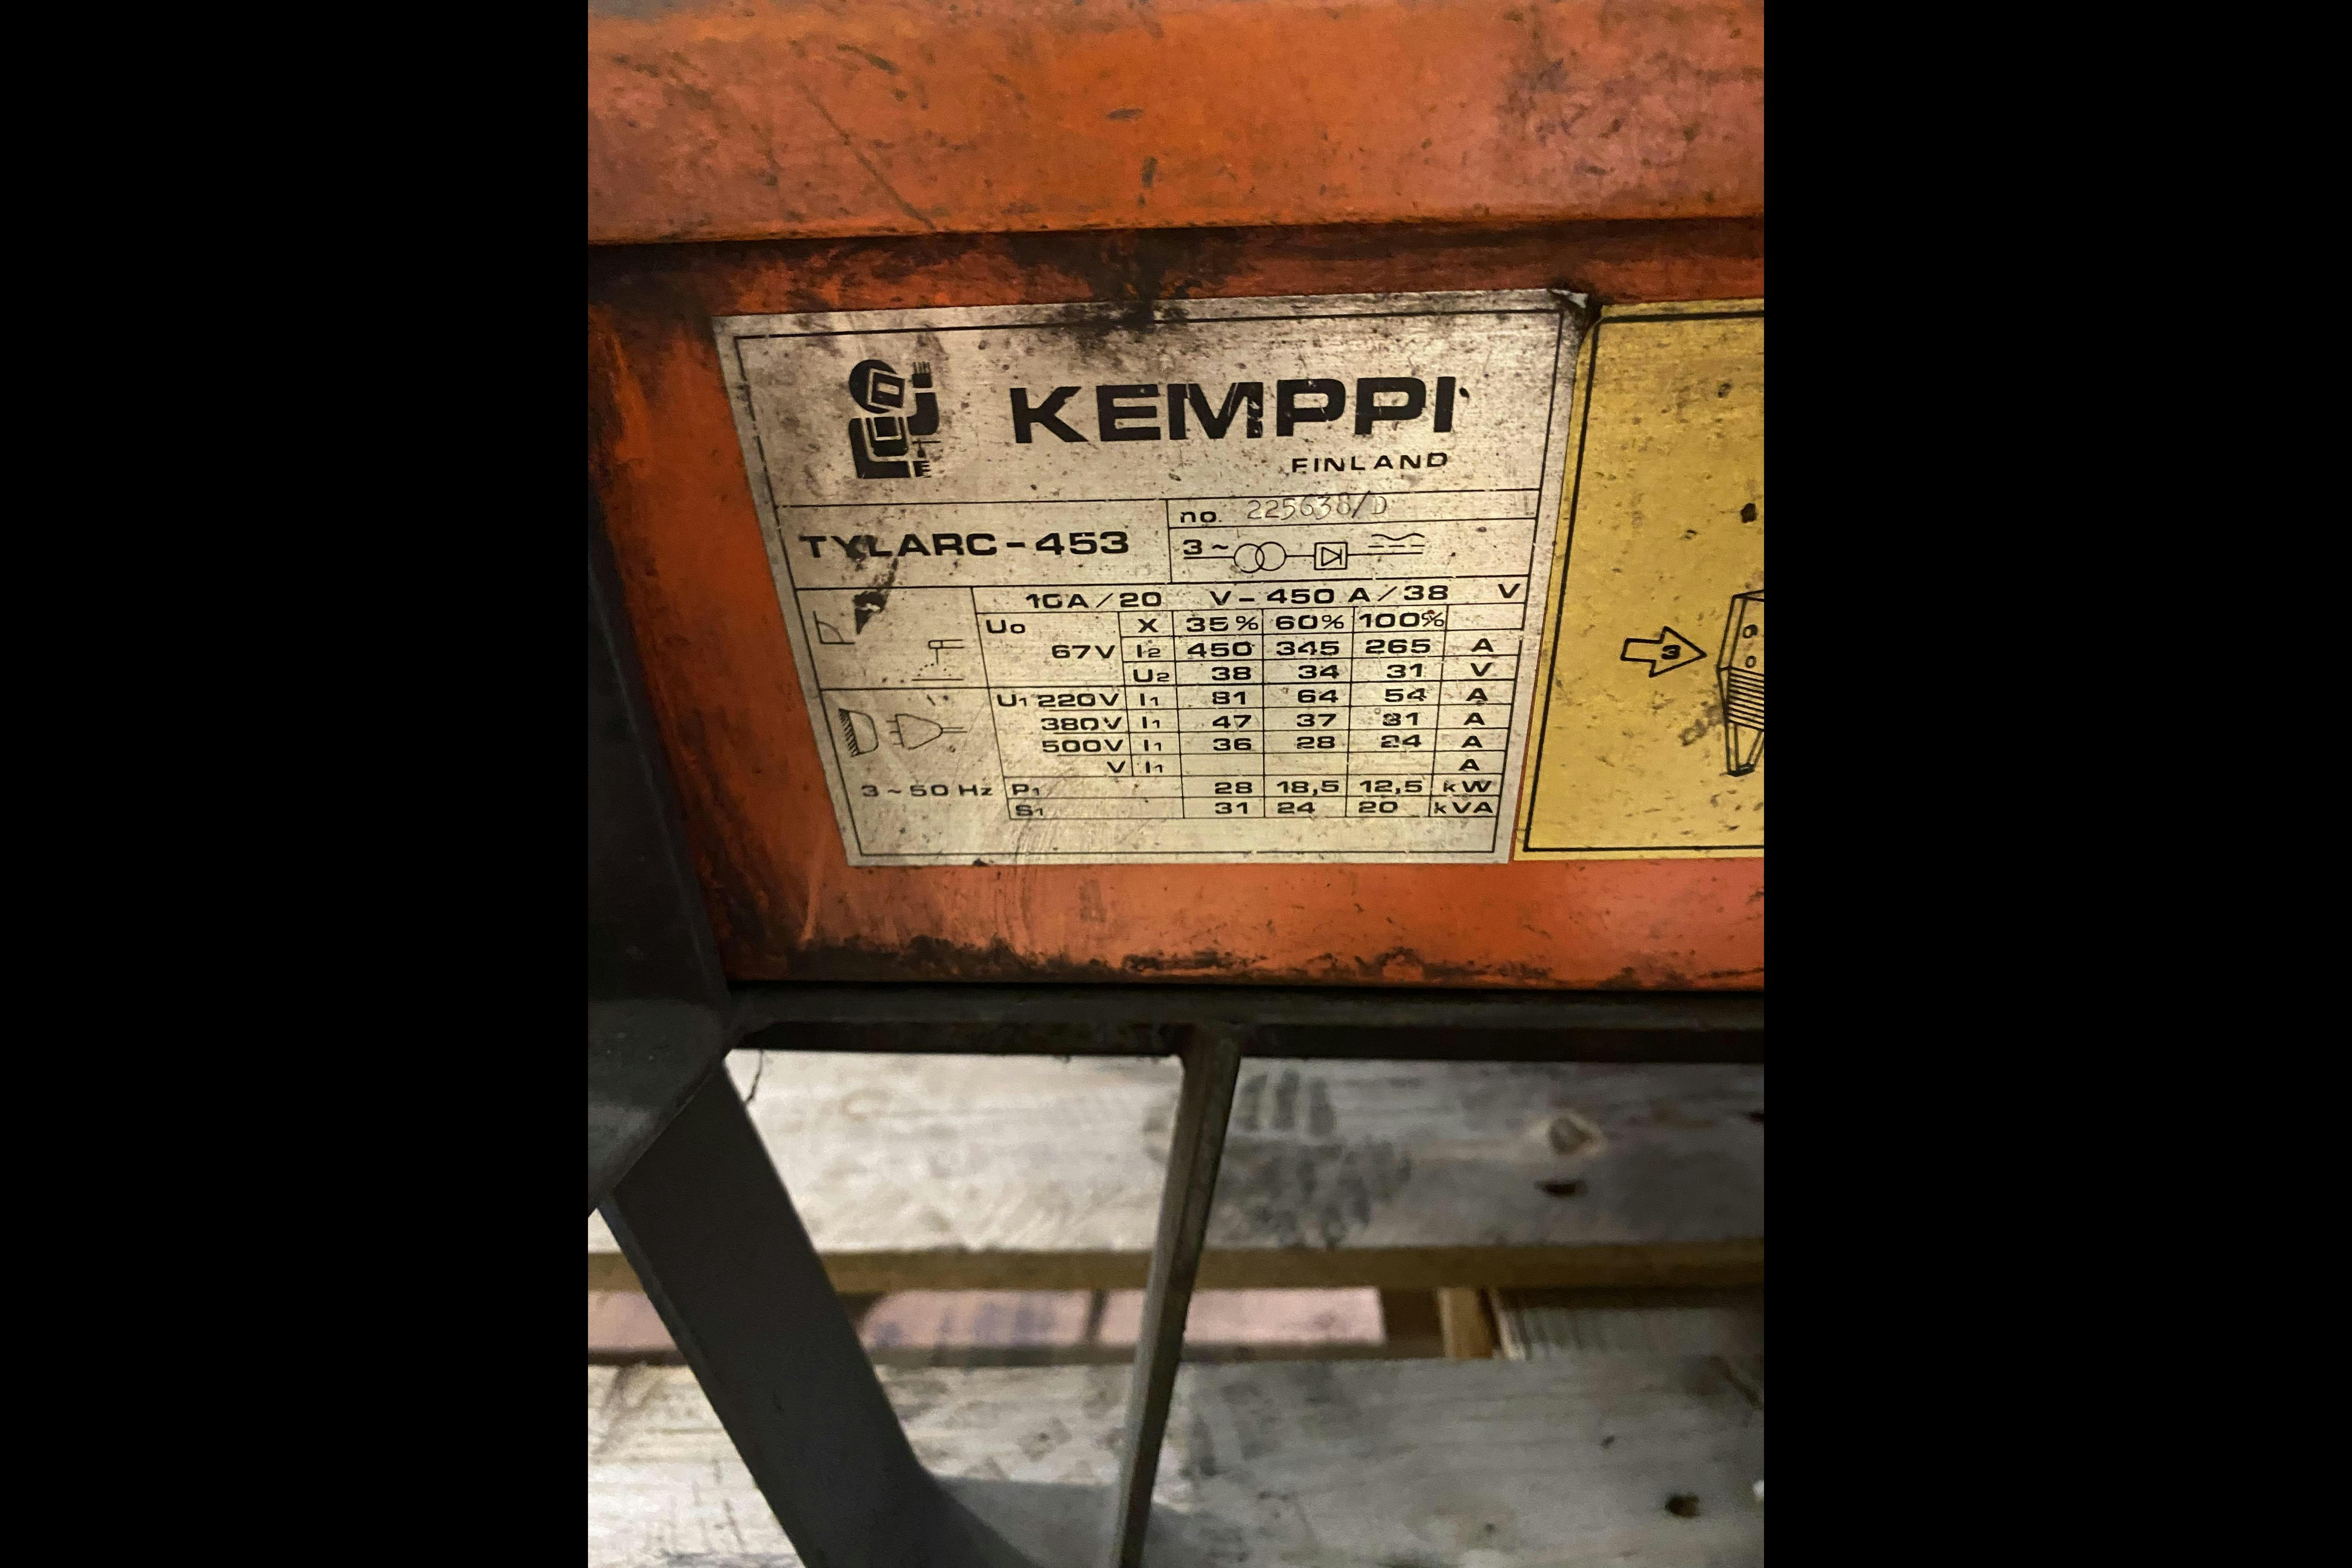 KEMPPI
FINLAND
no. 225638/D
TYLARC-453
3~
10A/20 V-450 A/38 V
U0 X 35% 60% 100%
67V I2 450 345 265 A
U2 38 34 31 V
U1 220V I1 81 64 54 A
380V I1 47 37 31 A
500V I1 36 28 24 A
V I1 A
3~50 Hz P1 28 18,5 12,5 kW
S1 31 24 20 kVA
3